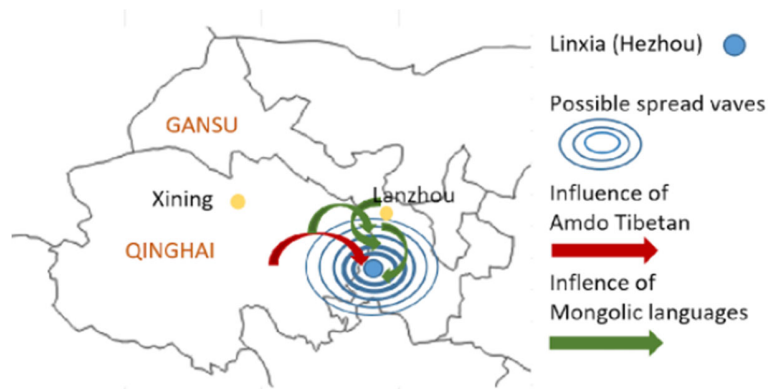 GANSU
Xining
Lanzhou
QINGHAI
Linxia (Hezhou)
Possible spread vaves
Influence of
Amdo Tibetan
Inflence of
Mongolic languages